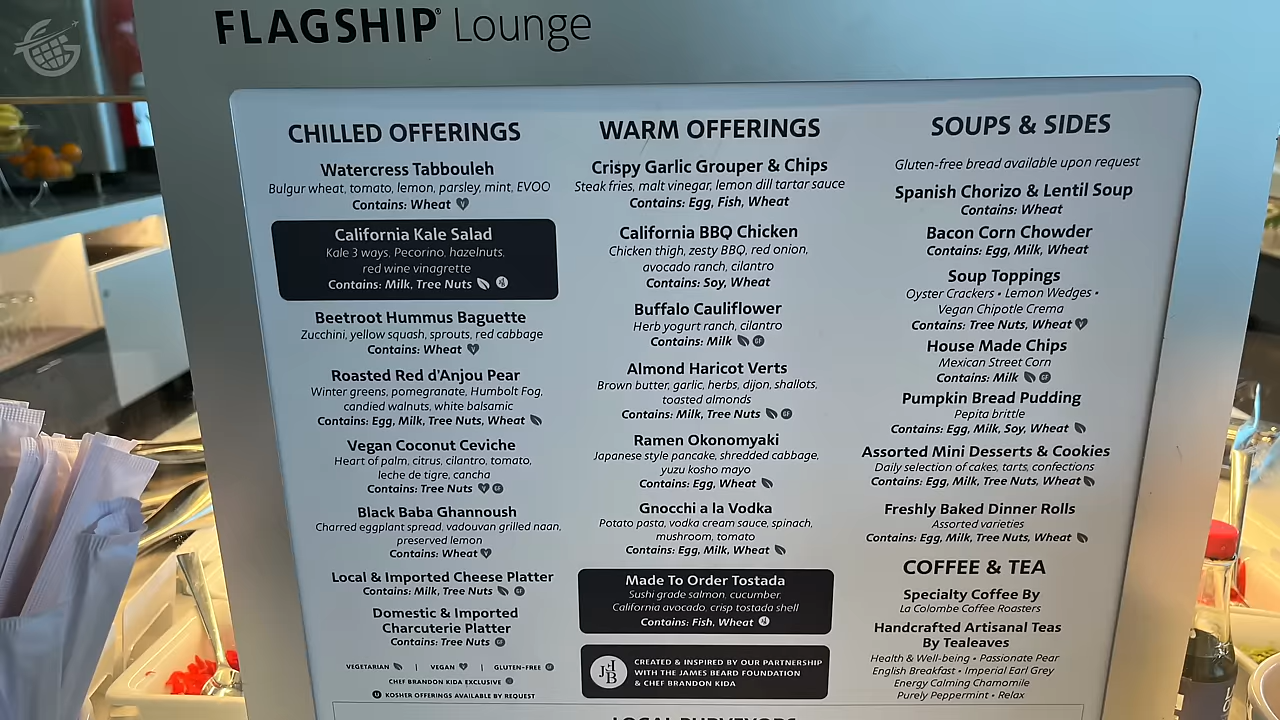 FLAGSHIP® Lounge
CHILLED OFFERINGS
Watercress Tabbouleh
Bulgur wheat, tomato, lemon, parsley, mint, EVOO
Contains: Wheat
California Kale Salad
Kale 3 ways, Pecorino, hazelnuts,
red wine vinagrette
Contains: Milk, Tree Nuts
Beetroot Hummus Baguette
Zucchini, yellow squash, sprouts, red cabbage
Contains: Wheat
Roasted Red d'Anjou Pear
Winter greens, pomegranate, Humbolt Fog,
candied walnuts, white balsamic
Contains: Egg, Milk, Tree Nuts, Wheat
Vegan Coconut Ceviche
Heart of palm, citrus, cilantro, tomato,
leche de tigre, cancha
Contains: Tree Nuts V GF
Black Baba Ghannoush
Charred eggplant spread, vadouvan grilled naan,
preserved lemon
Contains: Wheat
Local & Imported Cheese Platter
Contains: Milk, Tree Nuts GF
Domestic & Imported
Charcuterie Platter
Contains: Tree Nuts GF
VEGETARIAN | VEGAN | GLUTEN-FREE GF
CHEF BRANDON KIDA EXCLUSIVE
U KOSHER OFFERINGS AVAILABLE BY REQUEST
WARM OFFERINGS
Crispy Garlic Grouper & Chips
Steak fries, malt vinegar, lemon dill tartar sauce
Contains: Egg, Fish, Wheat
California BBQ Chicken
Chicken thigh, zesty BBQ, red onion,
avocado ranch, cilantro
Contains: Soy, Wheat
Buffalo Cauliflower
Herb yogurt ranch, cilantro
Contains: Milk GF
Almond Haricot Verts
Brown butter, garlic, herbs, dijon, shallots,
toasted almonds
Contains: Milk, Tree Nuts GF
Ramen Okonomyaki
Japanese style pancake, shredded cabbage,
yuzu kosho mayo
Contains: Egg, Wheat
Gnocchi a la Vodka
Potato pasta, vodka cream sauce, spinach,
mushroom, tomato
Contains: Egg, Milk, Wheat
Made To Order Tostada
Sushi grade salmon, cucumber,
California avocado, crisp tostada shell
Contains: Fish, Wheat
JBF
CREATED & INSPIRED BY OUR PARTNERSHIP
WITH THE JAMES BEARD FOUNDATION
& CHEF BRANDON KIDA
SOUPS & SIDES
Gluten-free bread available upon request
Spanish Chorizo & Lentil Soup
Contains: Wheat
Bacon Corn Chowder
Contains: Egg, Milk, Wheat
Soup Toppings
Oyster Crackers • Lemon Wedges •
Vegan Chipotle Crema
Contains: Tree Nuts, Wheat
House Made Chips
Mexican Street Corn
Contains: Milk GF
Pumpkin Bread Pudding
Pepita brittle
Contains: Egg, Milk, Soy, Wheat
Assorted Mini Desserts & Cookies
Daily selection of cakes, tarts, confections
Contains: Egg, Milk, Tree Nuts, Wheat
Freshly Baked Dinner Rolls
Assorted varieties
Contains: Egg, Milk, Tree Nuts, Wheat
COFFEE & TEA
Specialty Coffee By
La Colombe Coffee Roasters
Handcrafted Artisanal Teas
By Tealeaves
Health & Well-being • Passionate Pear
English Breakfast • Imperial Earl Grey
Energy Calming Chamomile
Purely Peppermint • Relax
LOCAL PURVEYORS